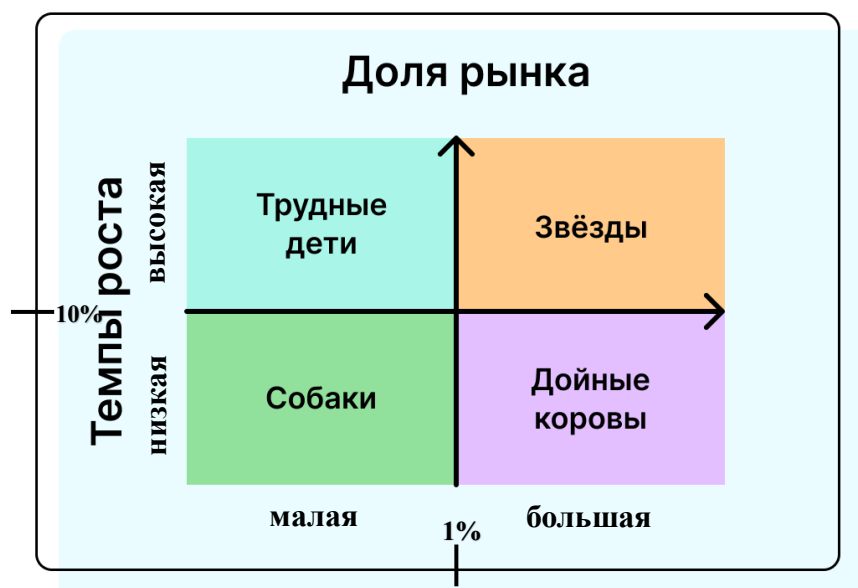 Доля рынка
Темпы роста
высокая
Трудные
дети
Звёзды
10%
низкая
Собаки
Дойные
коровы
малая
большая
1%